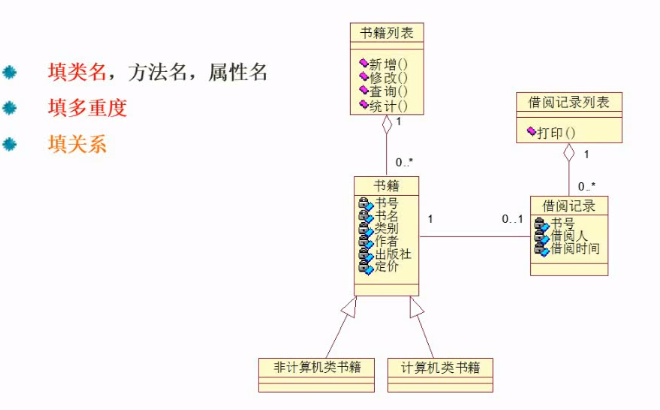 填类名，方法名，属性名
填多重度
填关系
书籍列表
新增()
修改()
查询()
统计()
1
0..*
借阅记录列表
打印()
1
0..*
书籍
书号
书名
类别
作者
出版社
定价
1
0..1
借阅记录
书号
借阅人
借阅时间
非计算机类书籍
计算机类书籍